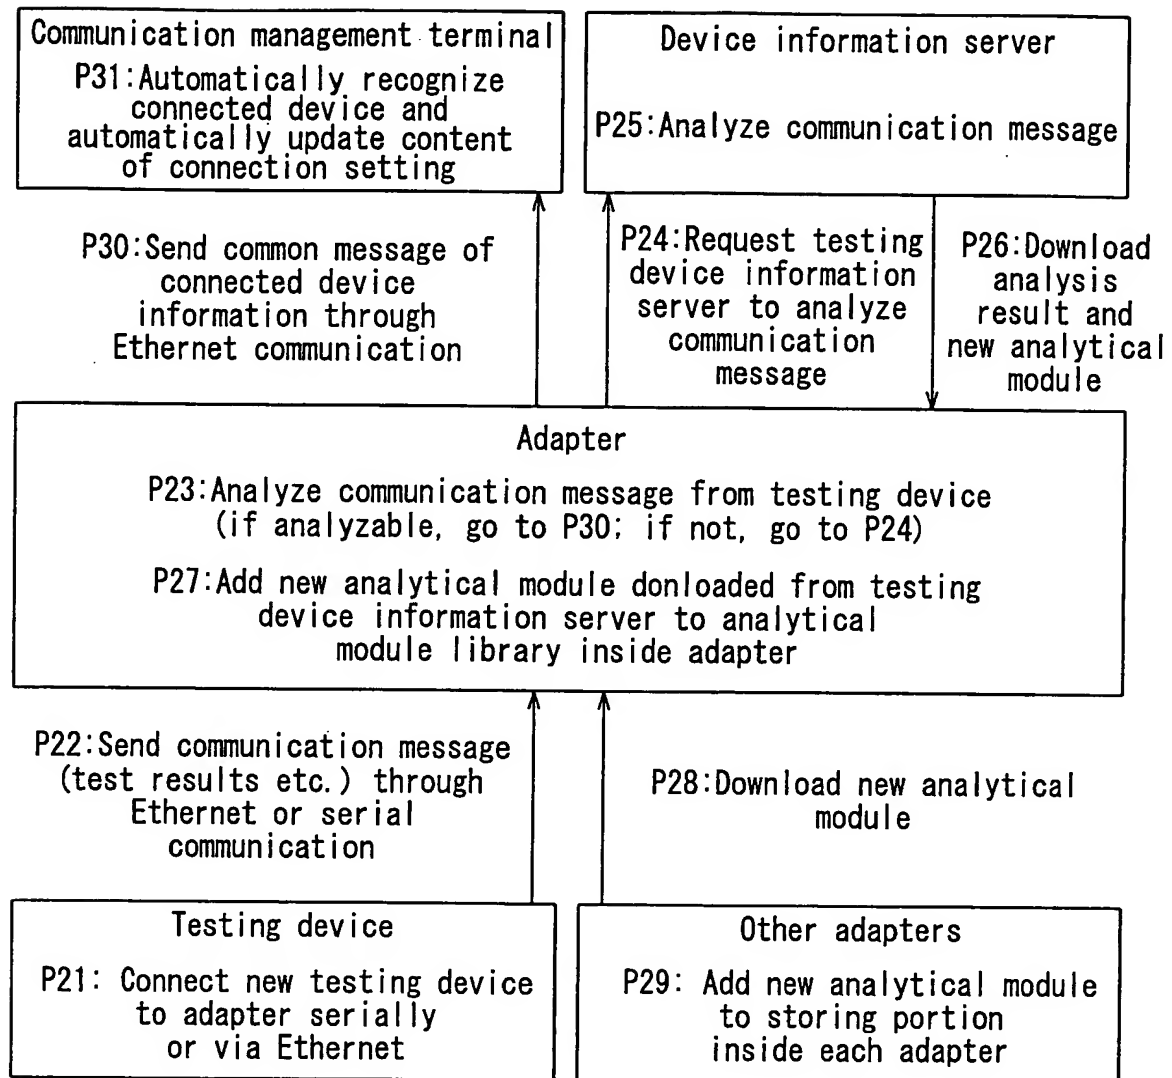 Communication management terminal
P31:Automatically recognize
connected device and
automatically update content
of connection setting
Device information server
P25:Analyze communication message
P30:Send common message of
connected device
information through
Ethernet communication
P24:Request testing
device information
server to analyze
communication
message
P26:Download
analysis
result and
new analytical
module
Adapter
P23:Analyze communication message from testing device
(if analyzable, go to P30; if not, go to P24)
P27:Add new analytical module donloaded from testing
device information server to analytical
module library inside adapter
P22:Send communication message
(test results etc.) through
Ethernet or serial
communication
P28:Download new analytical
module
Testing device
P21: Connect new testing device
to adapter serially
or via Ethernet
Other adapters
P29: Add new analytical module
to storing portion
inside each adapter